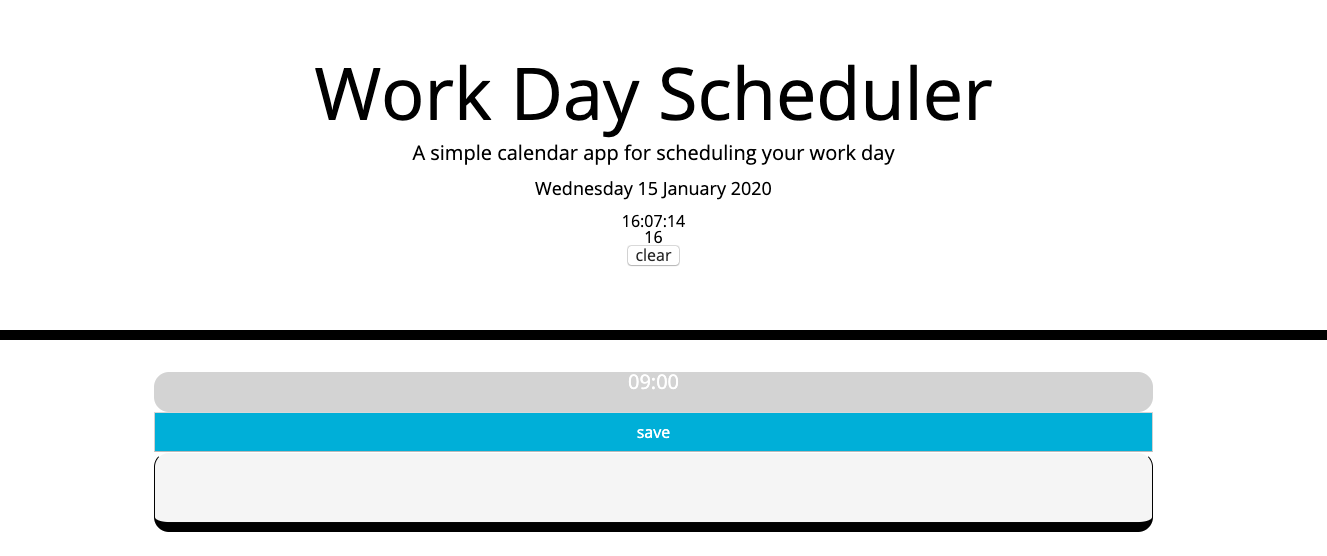 Work Day Scheduler
A simple calendar app for scheduling your work day
Wednesday 15 January 2020
16:07:14
16
clear
09:00
save